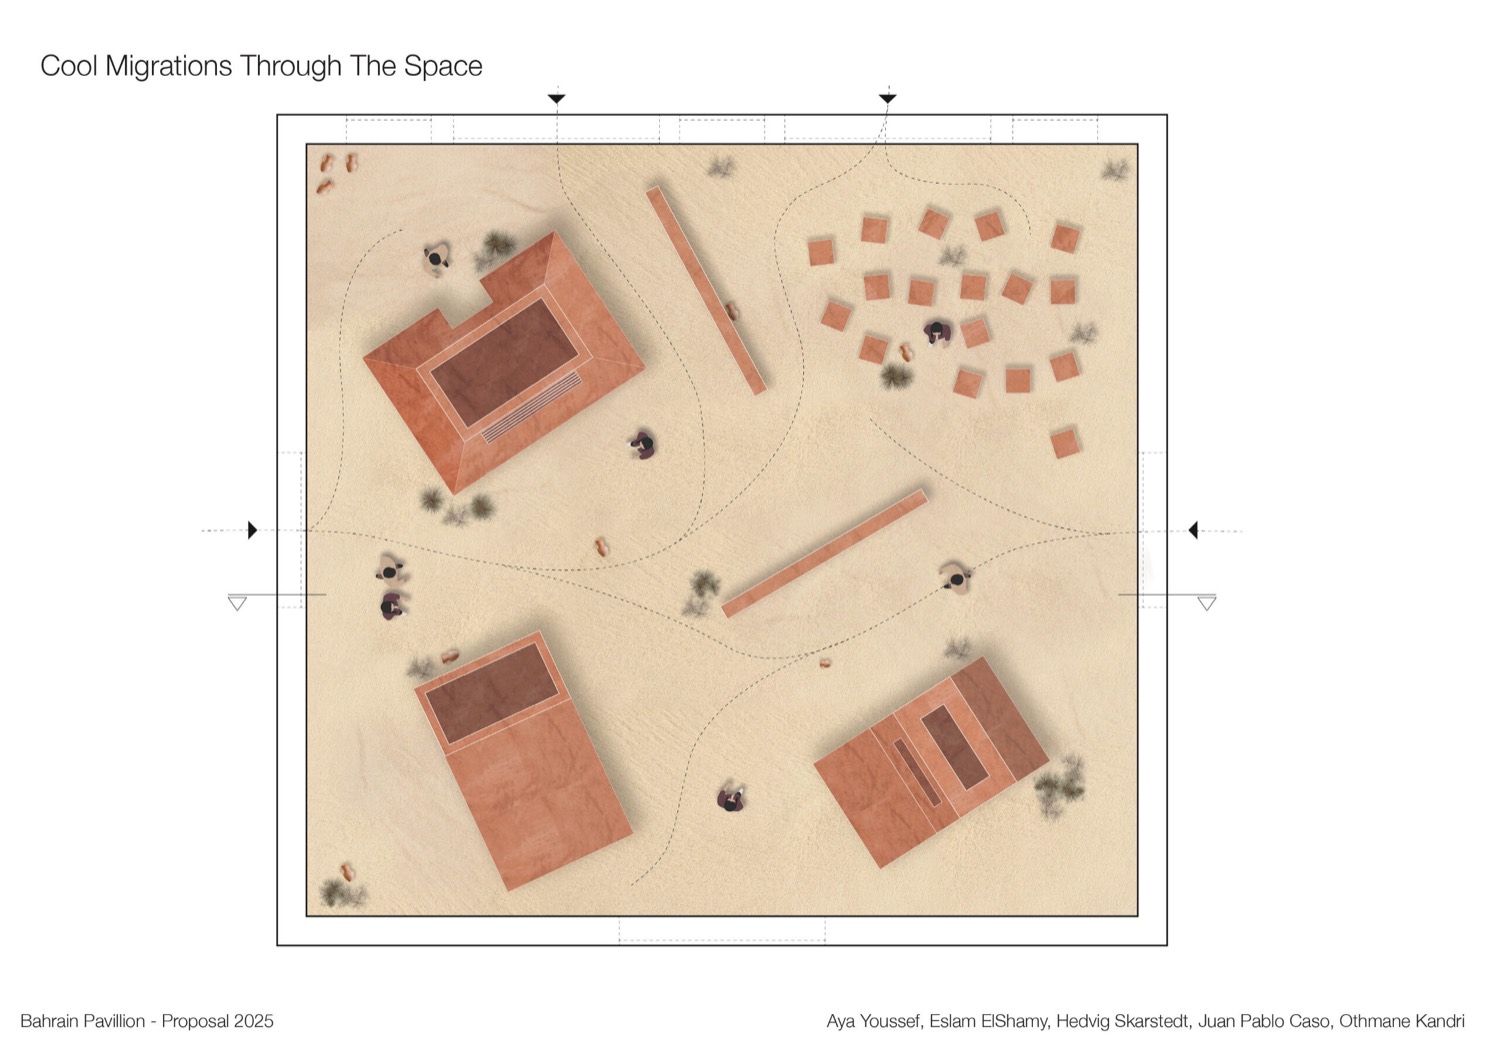 Cool Migrations Through The Space
Bahrain Pavillion - Proposal 2025
Aya Youssef, Eslam ElShamy, Hedvig Skarstedt, Juan Pablo Caso, Othmane Kandri